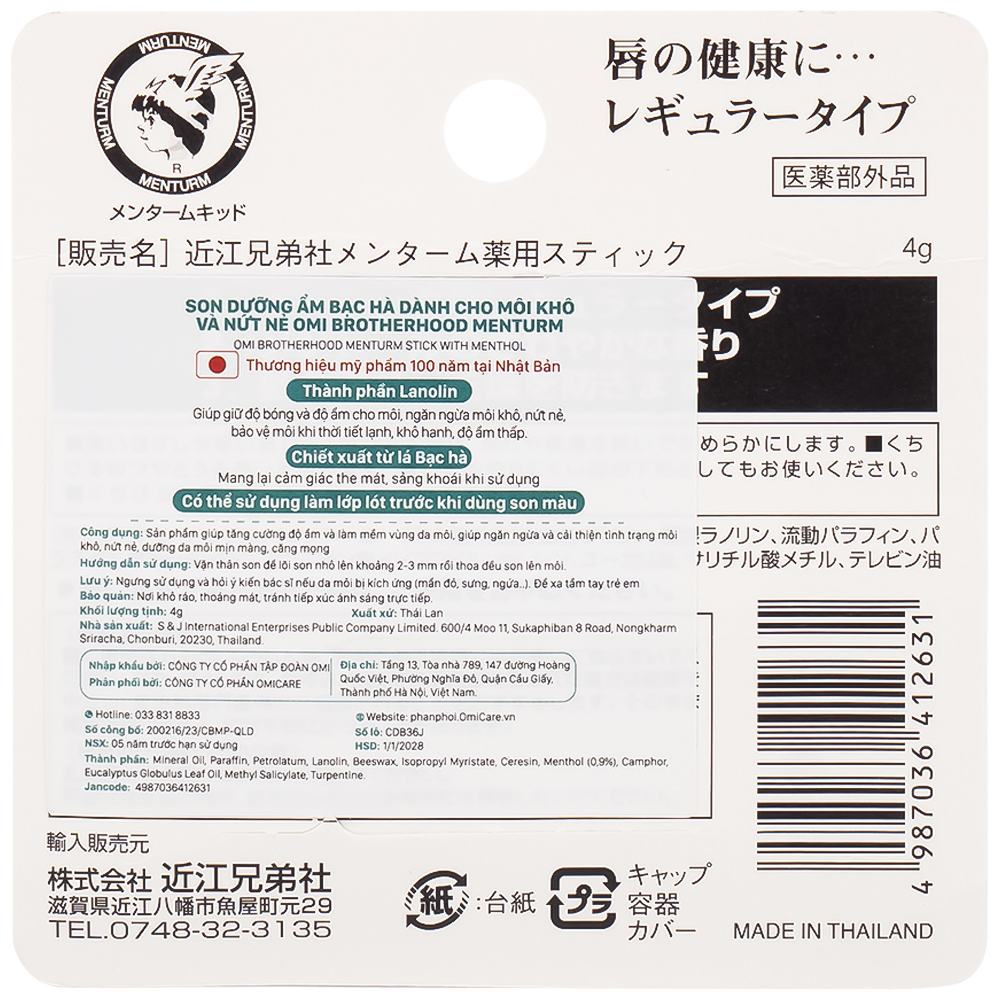 MENTURM
MENTURM
MENTURM
MENTURM
R
メンタームキッド
唇の健康に…
レギュラータイプ
医薬部外品
[販売名] 近江兄弟社メンターム薬用スティック 4g
タイプ
香り
SON DƯỠNG ẨM BẠC HÀ DÀNH CHO MÔI KHÔ
VÀ NỨT NẺ OMI BROTHERHOOD MENTURM
OMI BROTHERHOOD MENTURM STICK WITH MENTHOL
Thương hiệu mỹ phẩm 100 năm tại Nhật Bản
Thành phần Lanolin
Giúp giữ độ bóng và độ ẩm cho môi, ngăn ngừa môi khô, nứt nẻ,
bảo vệ môi khi thời tiết lạnh, khô hanh, độ ẩm thấp.
Chiết xuất từ lá Bạc hà
Mang lại cảm giác the mát, sảng khoái khi sử dụng
Có thể sử dụng làm lớp lót trước khi dùng son màu
めらかにします。■くち
してもお使いください。
ラノリン、流動パラフィン、パ
サリチル酸メチル、テレビン油
Công dụng: Sản phẩm giúp tăng cường độ ẩm và làm mềm vùng da môi, giúp ngăn ngừa và cải thiện tình trạng môi
khô, nứt nẻ, dưỡng da môi mịn màng, căng mọng
Hướng dẫn sử dụng: Vặn thân son để lõi son nhô lên khoảng 2-3 mm rồi thoa đều son lên môi.
Lưu ý: Ngưng sử dụng và hỏi ý kiến bác sĩ nếu da môi bị kích ứng (mẩn đỏ, sưng, ngứa..). Để xa tầm tay trẻ em
Bảo quản: Nơi khô ráo, thoáng mát, tránh tiếp xúc ánh sáng trực tiếp.
Khối lượng tịnh: 4g Xuất xứ: Thái Lan
Nhà sản xuất: S & J International Enterprises Public Company Limited. 600/4 Moo 11, Sukaphiban 8 Road, Nongkharm
Sriracha, Chonburi, 20230, Thailand.
Nhập khẩu bởi: CÔNG TY CỔ PHẦN TẬP ĐOÀN OMI
Phân phối bởi: CÔNG TY CỔ PHẦN OMICARE
Địa chỉ: Tầng 13, Tòa nhà 789, 147 đường Hoàng
Quốc Việt, Phường Nghĩa Đô, Quận Cầu Giấy,
Thành phố Hà Nội, Việt Nam.
Hotline: 033 831 8833 Website: phanphoi.OmiCare.vn
Số công bố: 200216/23/CBMP-QLD Số lô: CDB36J
NSX: 05 năm trước hạn sử dụng HSD: 1/1/2028
Thành phần: Mineral Oil, Paraffin, Petrolatum, Lanolin, Beeswax, Isopropyl Myristate, Ceresin, Menthol (0,9%), Camphor,
Eucalyptus Globulus Leaf Oil, Methyl Salicylate, Turpentine.
Jancode: 4987036412631
4 987036 412631
輸入販売元
株式会社 近江兄弟社
滋賀県近江八幡市魚屋町元29
TEL.0748-32-3135
紙 :台紙
プラ
キャップ
容器
カバー
MADE IN THAILAND